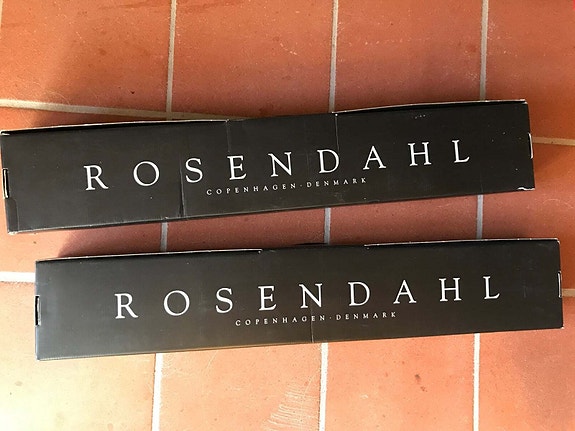 ROSENDAHL
COPENHAGEN · DENMARK
ROSENDAHL
COPENHAGEN · DENMARK